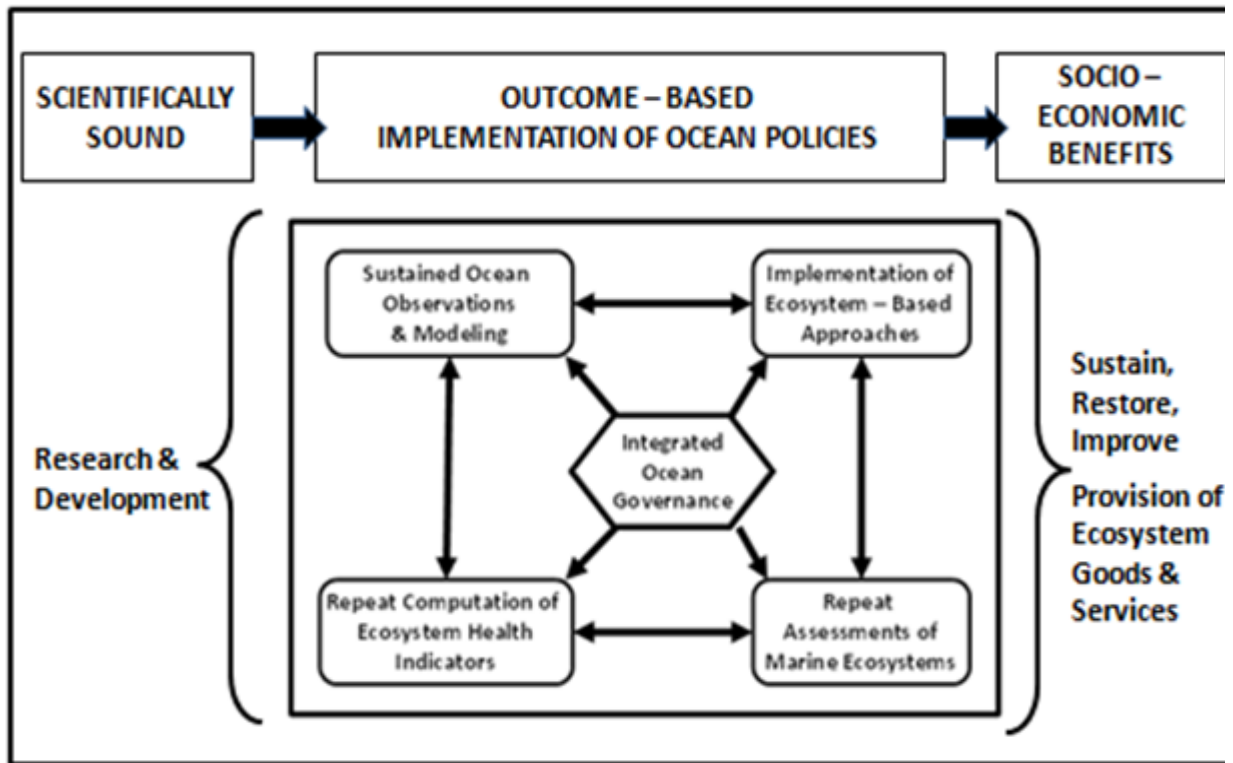 SCIENTIFICALLY
SOUND
OUTCOME – BASED
IMPLEMENTATION OF OCEAN POLICIES
SOCIO –
ECONOMIC
BENEFITS
Research &
Development
Sustained Ocean
Observations
& Modeling
Implementation of
Ecosystem – Based
Approaches
Integrated
Ocean
Governance
Repeat Computation of
Ecosystem Health
Indicators
Repeat
Assessments of
Marine Ecosystems
Sustain,
Restore,
Improve
Provision of
Ecosystem
Goods &
Services